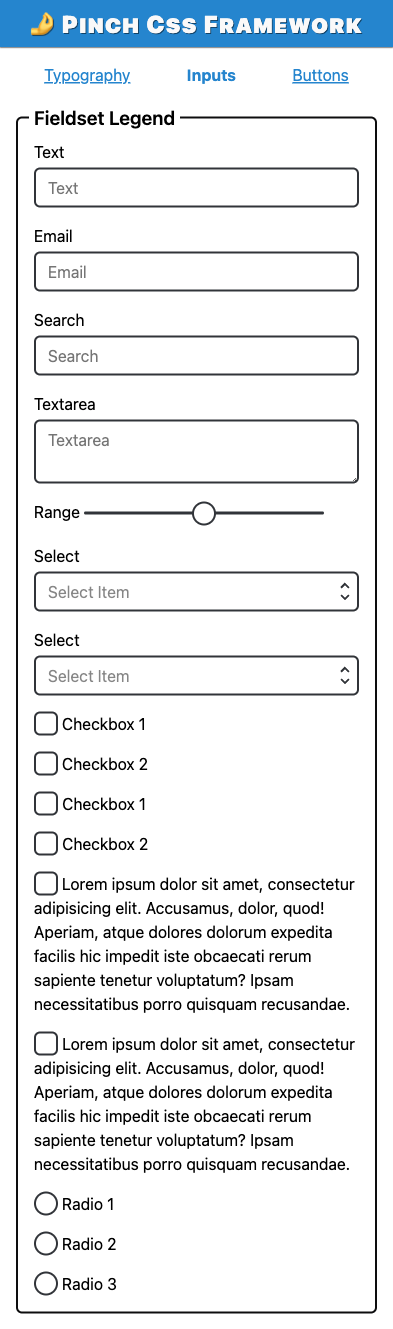 🤌 Pinch Css Framework
Typography Inputs Buttons
Fieldset Legend
Text
Text
Email
Email
Search
Search
Textarea
Textarea
Range
Select
Select Item
Select
Select Item
Checkbox 1
Checkbox 2
Checkbox 1
Checkbox 2
Lorem ipsum dolor sit amet, consectetur
adipisicing elit. Accusamus, dolor, quod!
Aperiam, atque dolores dolorum expedita
facilis hic impedit iste obcaecati rerum
sapiente tenetur voluptatum? Ipsam
necessitatibus porro quisquam recusandae.
Lorem ipsum dolor sit amet, consectetur
adipisicing elit. Accusamus, dolor, quod!
Aperiam, atque dolores dolorum expedita
facilis hic impedit iste obcaecati rerum
sapiente tenetur voluptatum? Ipsam
necessitatibus porro quisquam recusandae.
Radio 1
Radio 2
Radio 3